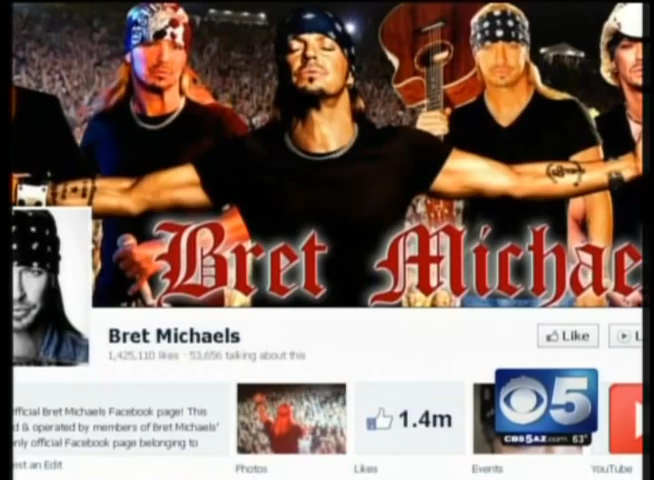 Bret Michae
Bret Michaels
1,425,110 likes · 53,656 talking about this
Like
L
fficial Bret Michaels Facebook page! This
d & operated by members of Bret Michaels'
nly official Facebook page belonging to
est an Edit
1.4m
Photos
Likes
Events
YouTube
5
CBS5AZ.com 63°